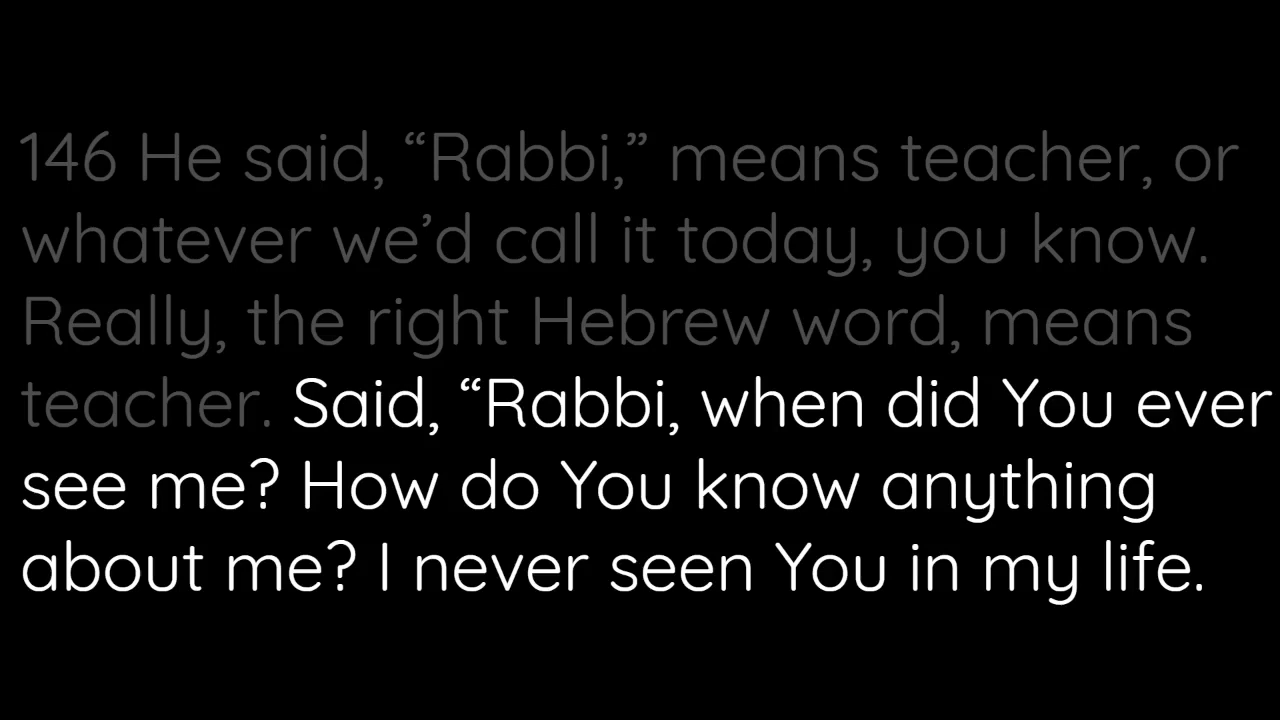 146 He said, “Rabbi,” means teacher, or
whatever we’d call it today, you know.
Really, the right Hebrew word, means
teacher. Said, “Rabbi, when did You ever
see me? How do You know anything
about me? I never seen You in my life.